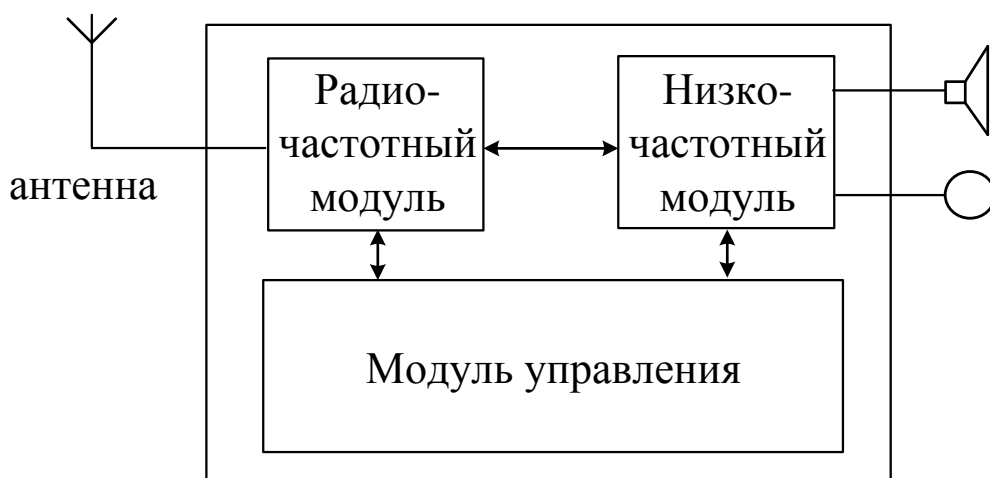 Радио-
частотный
модуль
Низко-
частотный
модуль
антенна
Модуль управления